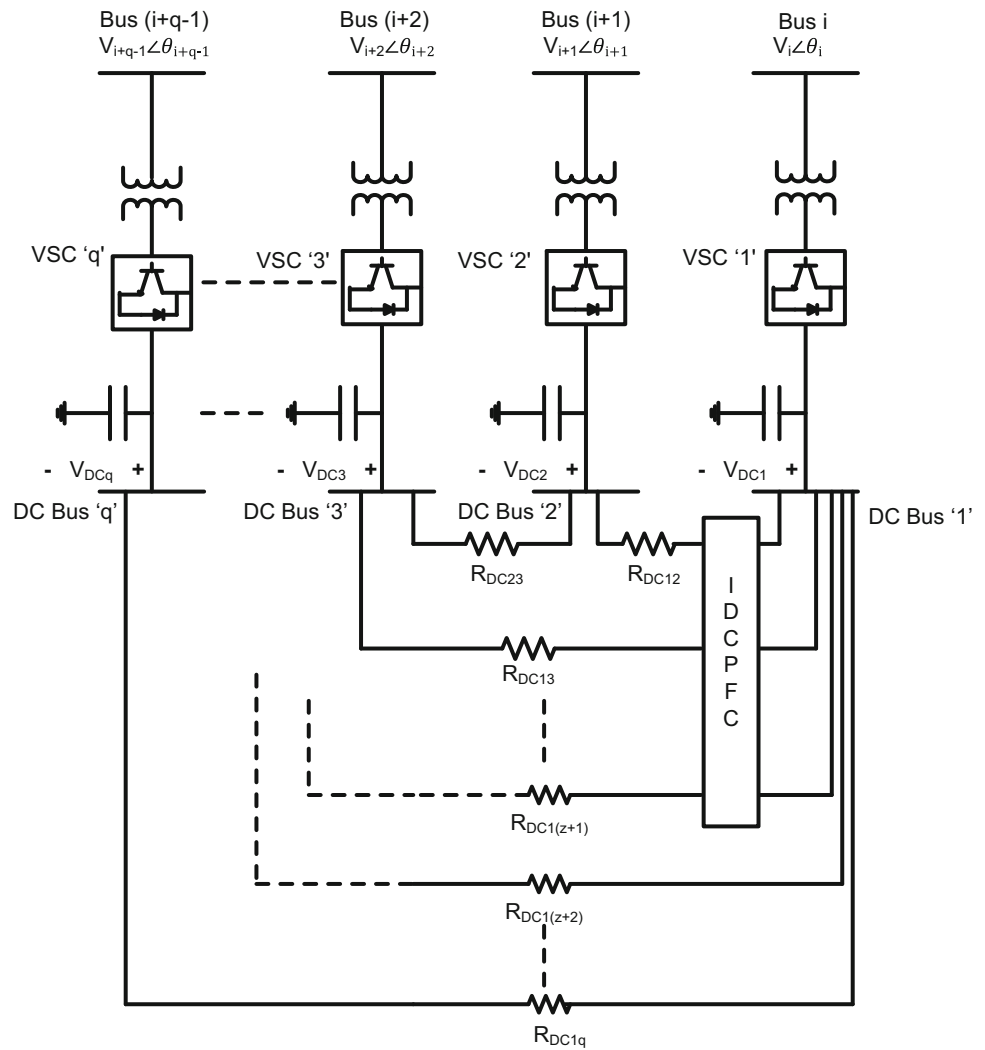 Bus (i+q-1)
V_{i+q-1}∠θ_{i+q-1}
Bus (i+2)
V_{i+2}∠θ_{i+2}
Bus (i+1)
V_{i+1}∠θ_{i+1}
Bus i
V_i∠θ_i
VSC ‘q’
VSC ‘3’
VSC ‘2’
VSC ‘1’
- V_{DCq} +
- V_{DC3} +
- V_{DC2} +
- V_{DC1} +
DC Bus ‘q’
DC Bus ‘3’
DC Bus ‘2’
DC Bus ‘1’
R_{DC23}
R_{DC12}
I
D
C
P
F
C
R_{DC13}
R_{DC1(z+1)}
R_{DC1(z+2)}
R_{DC1q}